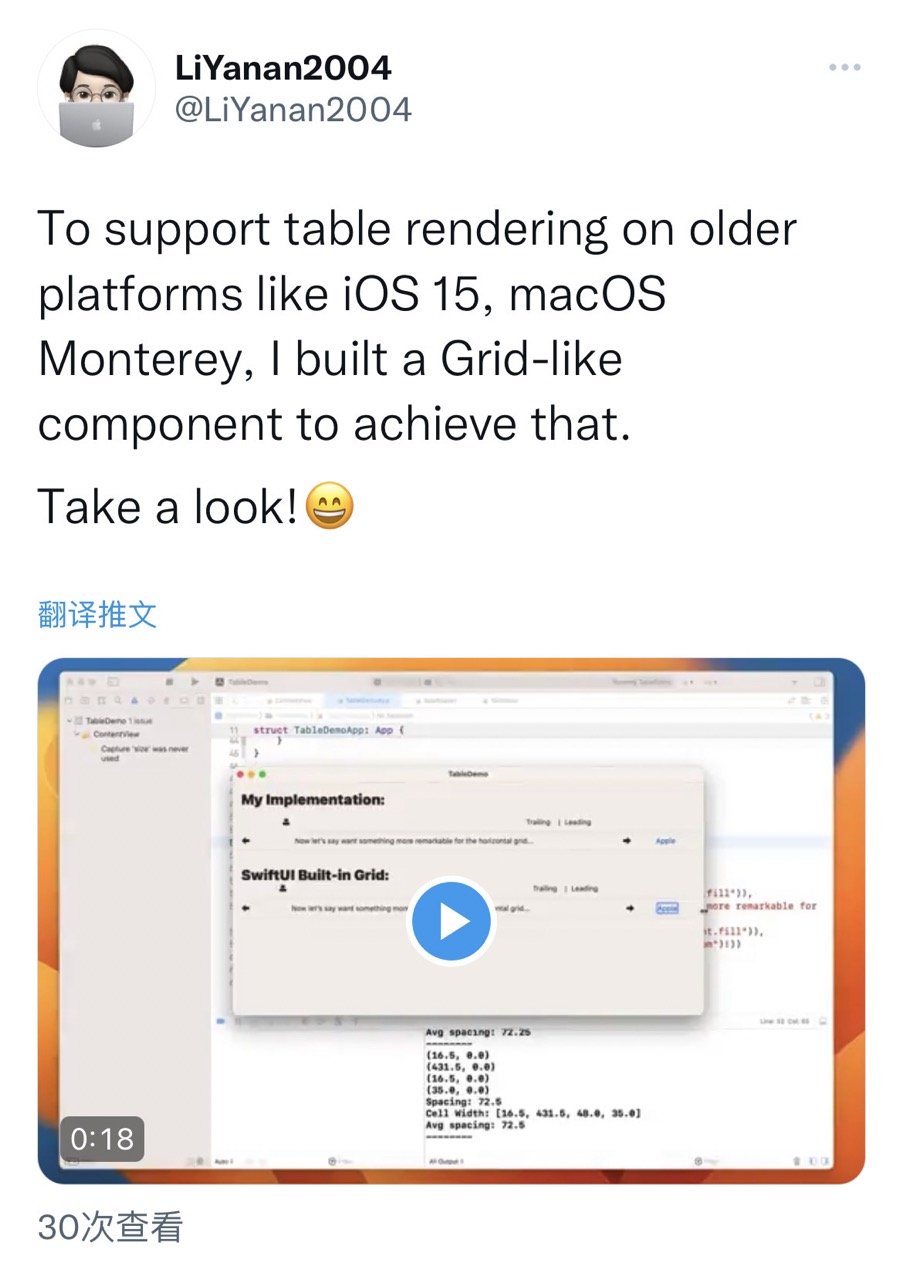 LiYanan2004
@LiYanan2004
To support table rendering on older
platforms like iOS 15, macOS
Monterey, I built a Grid-like
component to achieve that.
Take a look!😄
翻译推文
TableDemo
TableDemo 1 issue
ContentView
Capture 'size' was never
used
11 struct TableDemoApp: App {
}
45 }
TableDemo
My Implementation:
Trailing | Leading
Now let's say want something more remarkable for the horizontal grid...
Apple
SwiftUI Built-in Grid:
Trailing | Leading
Now let's say want something mor
ntal grid...
Apple
.fill")),
more remarkable for
nt.fill")),
Avg spacing: 72.25
--------
(16.5, 0.0)
(431.5, 0.0)
(16.5, 0.0)
(35.0, 0.0)
Spacing: 72.5
Cell Width: [16.5, 431.5, 48.0, 35.0]
Avg spacing: 72.5
--------
0:18
All Output
30次查看